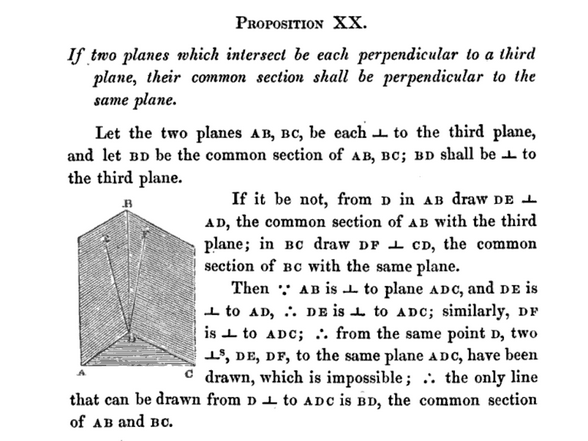 PROPOSITION XX.
If two planes which intersect be each perpendicular to a third
plane, their common section shall be perpendicular to the
same plane.
Let the two planes AB, BC, be each ⊥ to the third plane,
and let BD be the common section of AB, BC; BD shall be ⊥ to
the third plane.
If it be not, from D in AB draw DE ⊥
AD, the common section of AB with the third
plane; in BC draw DF ⊥ CD, the common
section of BC with the same plane.
Then ∵ AB is ⊥ to plane ADC, and DE is
⊥ to AD, ∴ DE is ⊥ to ADC; similarly, DF
is ⊥ to ADC; ∴ from the same point D, two
⊥s, DE, DF, to the same plane ADC, have been
drawn, which is impossible; ∴ the only line
that can be drawn from D ⊥ to ADC is BD, the common section
of AB and BC.
B
E F
D
A C